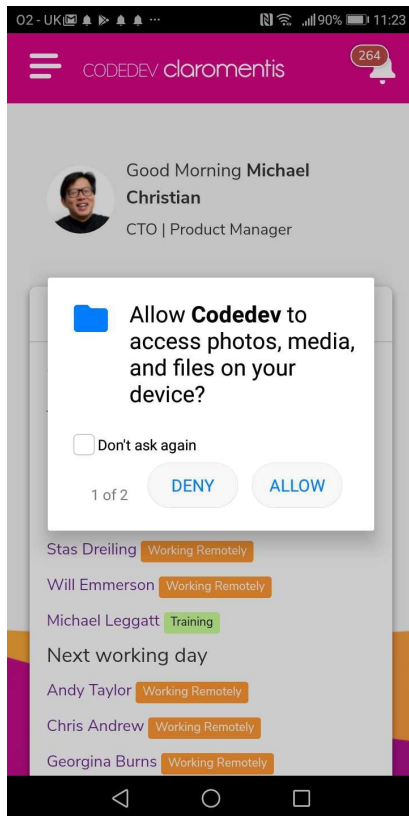 O2 - UK ... 90% 11:23
CODEDEV claromentis
264
Good Morning Michael
Christian
CTO | Product Manager
Allow Codedev to
access photos, media,
and files on your
device?
Don't ask again
1 of 2
DENY
ALLOW
Stas Dreiling Working Remotely
Will Emmerson Working Remotely
Michael Leggatt Training
Next working day
Andy Taylor Working Remotely
Chris Andrew Working Remotely
Georgina Burns Working Remotely